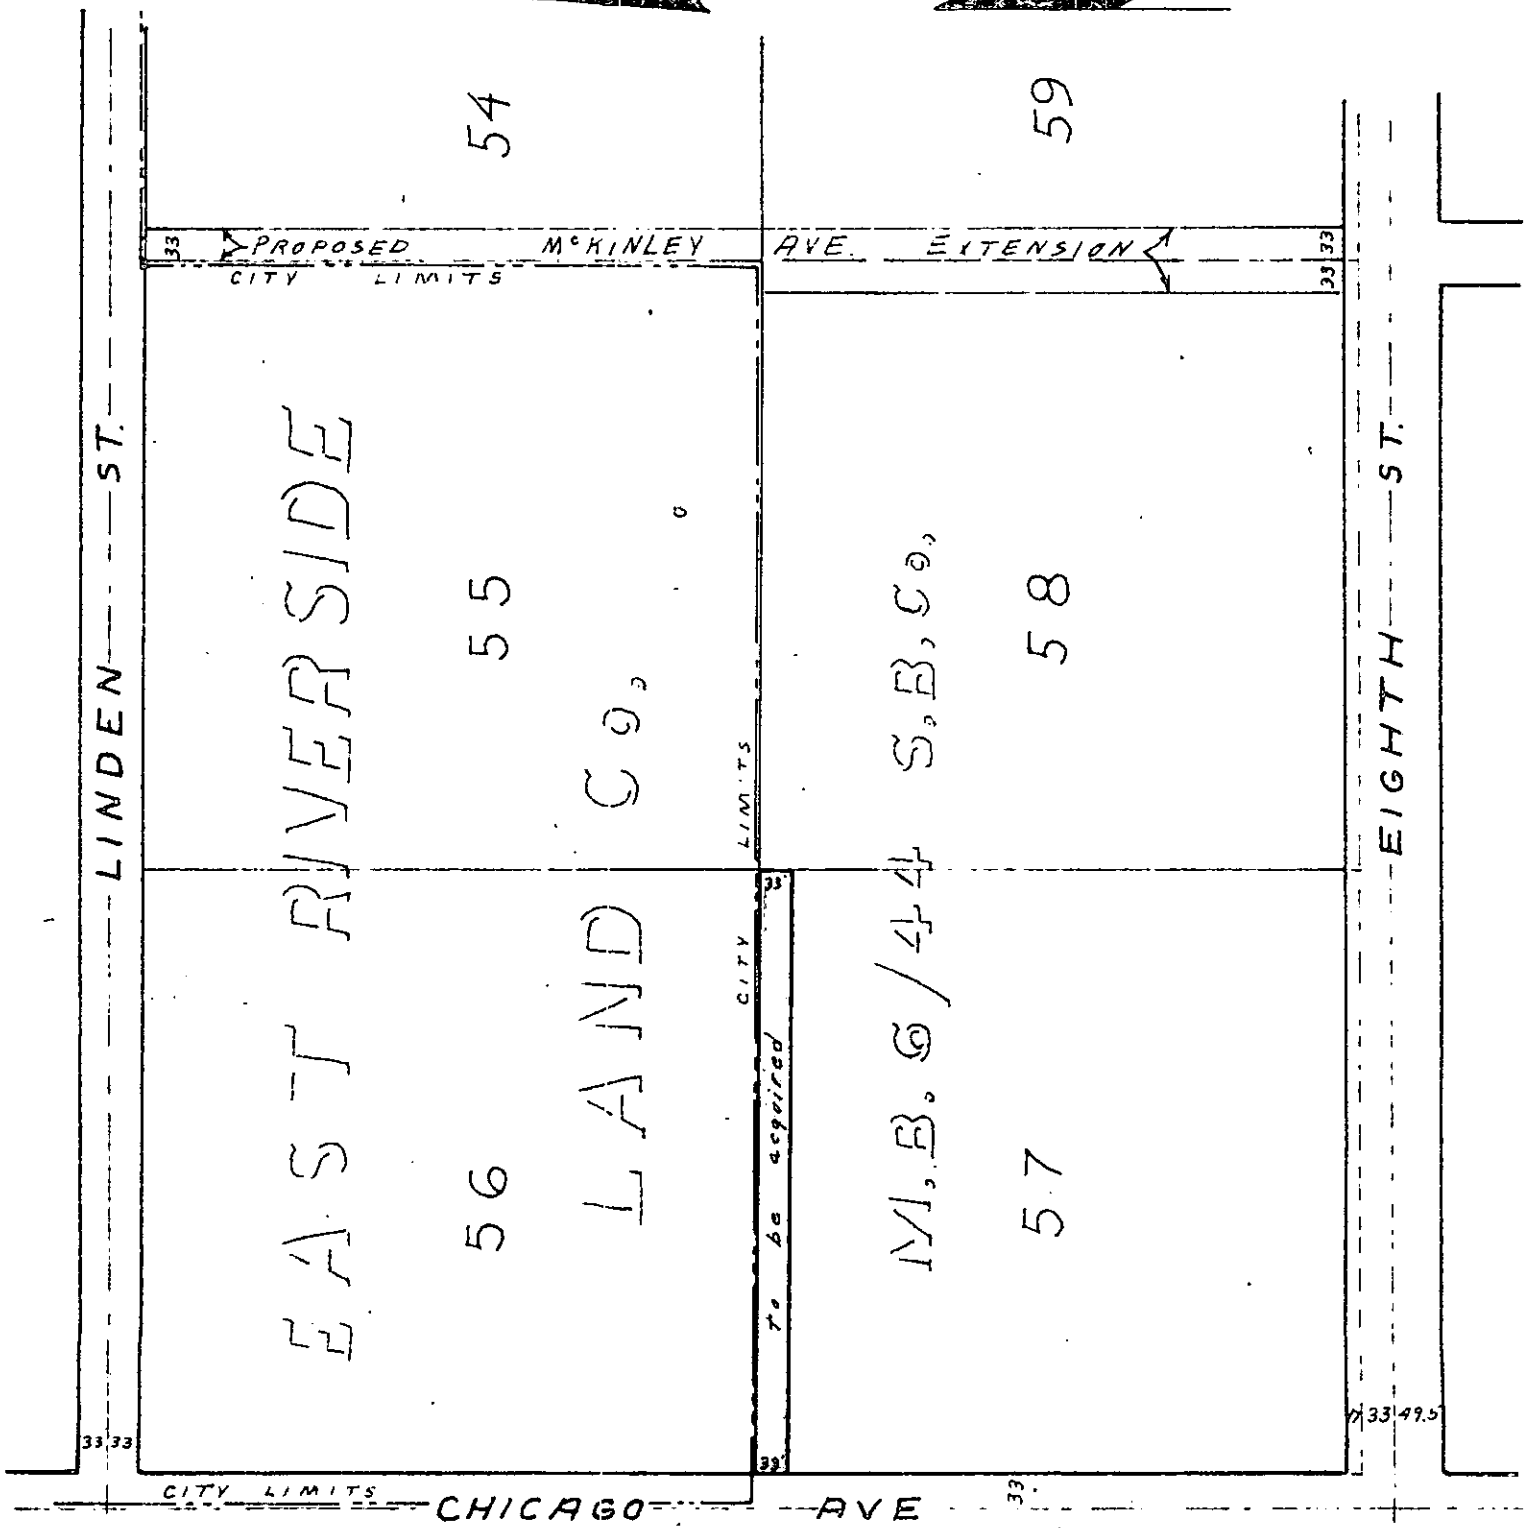 54
59
33
PROPOSED McKINLEY AVE. EXTENSION
33 33
CITY LIMITS
LINDEN ST.
EAST RIVERSIDE
LAND Co.
55
58
M.B. 6/44 S.B. Co.
EIGHTH ST.
CITY LIMITS
33'
To be acquired
33'
56
57
33 33
33 49.5
CITY LIMITS
CHICAGO AVE
33'